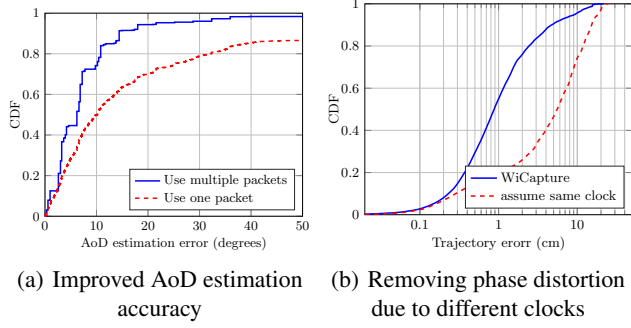 1
0.8
0.6
0.4
0.2
0
CDF
0 10 20 30 40 50
AoD estimation error (degrees)
Use multiple packets
Use one packet
(a) Improved AoD estimation
accuracy
1
0.8
0.6
0.4
0.2
0
CDF
0.1 1 10
Trajectory erorr (cm)
WiCapture
assume same clock
(b) Removing phase distortion
due to different clocks